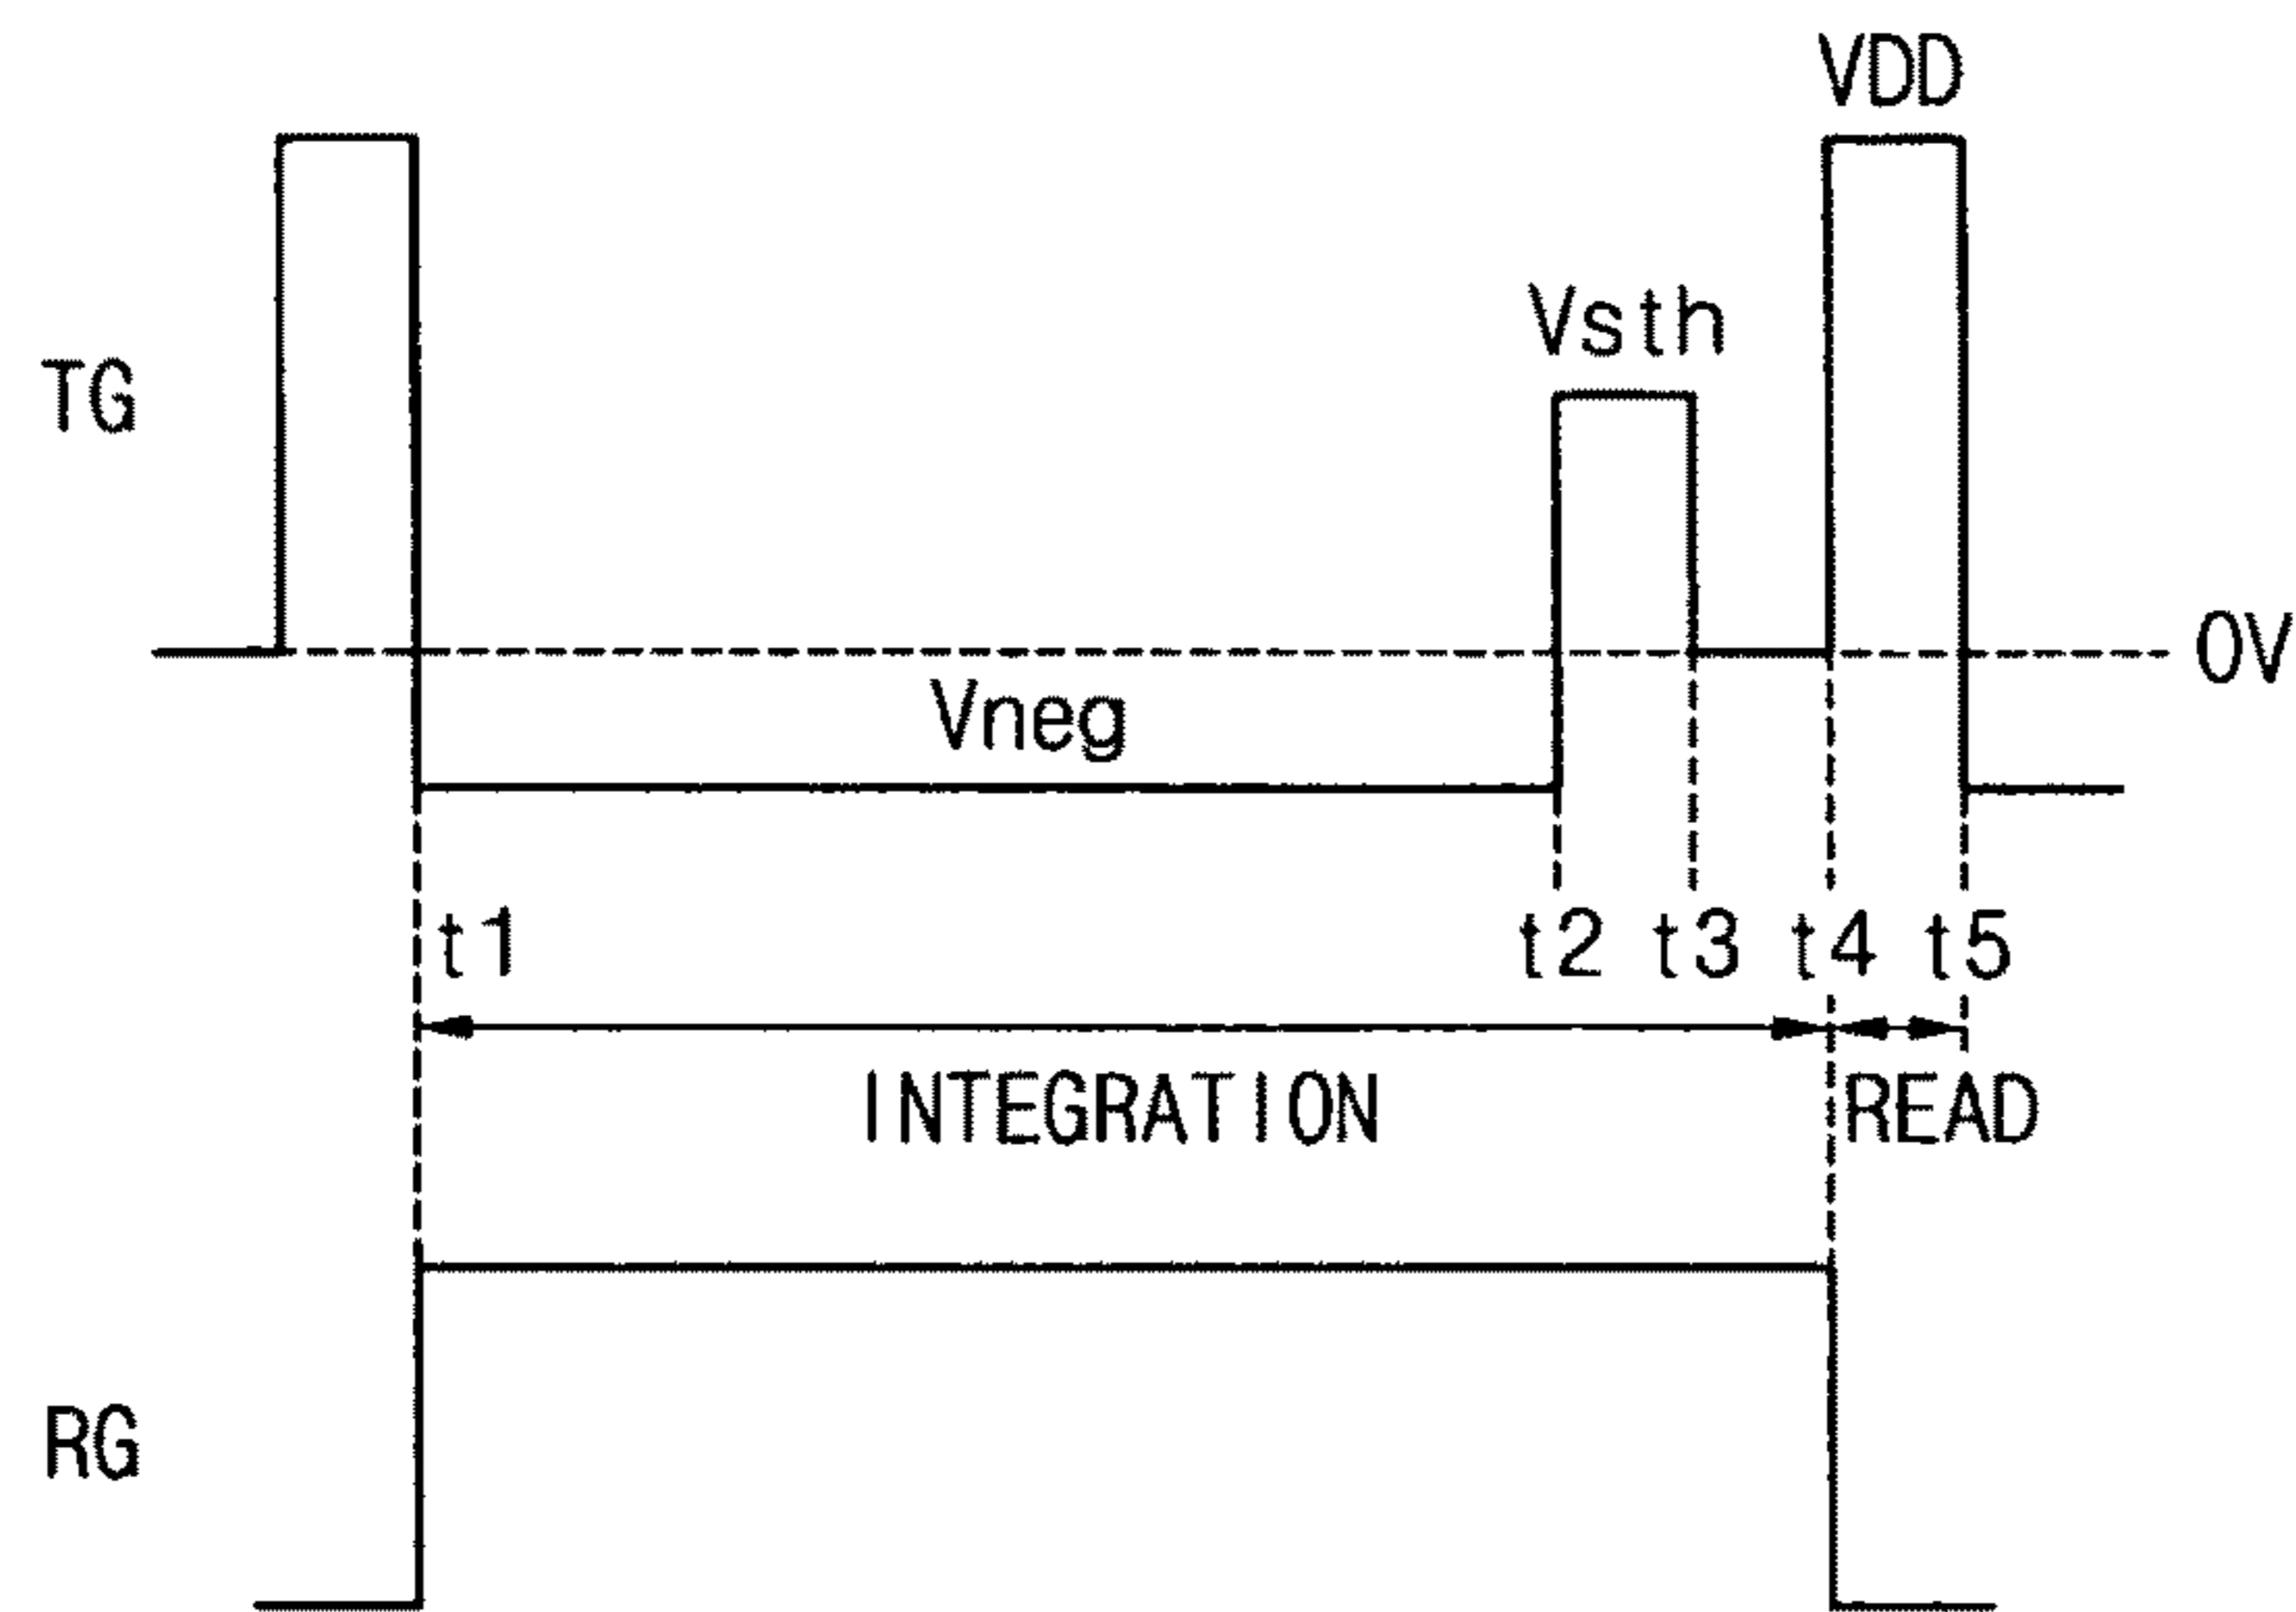 VDD
Vsth
TG
0V
Vneg
t1 t2 t3 t4 t5
INTEGRATION READ
RG